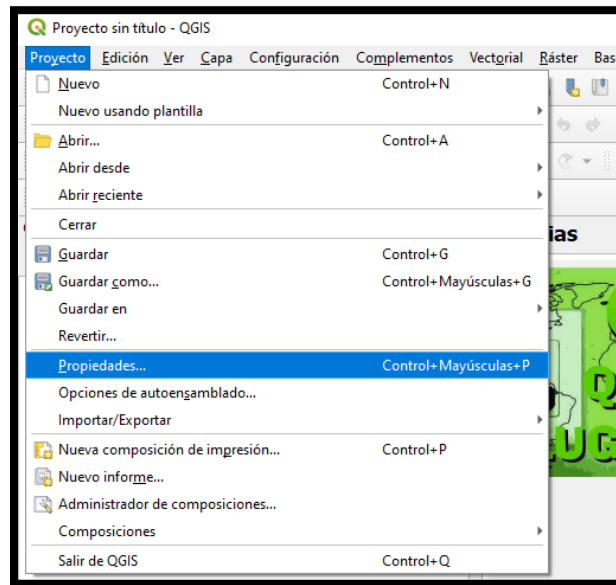 Proyecto sin título - QGIS
Proyecto Edición Ver Capa Configuración Complementos Vectorial Ráster Bas
Nuevo Control+N
Nuevo usando plantilla
Abrir... Control+A
Abrir desde
Abrir reciente
Cerrar
ias
Guardar Control+G
Guardar como... Control+Mayúsculas+G
Guardar en
Revertir...
Propiedades... Control+Mayúsculas+P
Opciones de autoensamblado...
Importar/Exportar
Nueva composición de impresión... Control+P
Nuevo informe...
Administrador de composiciones...
Composiciones
Salir de QGIS Control+Q